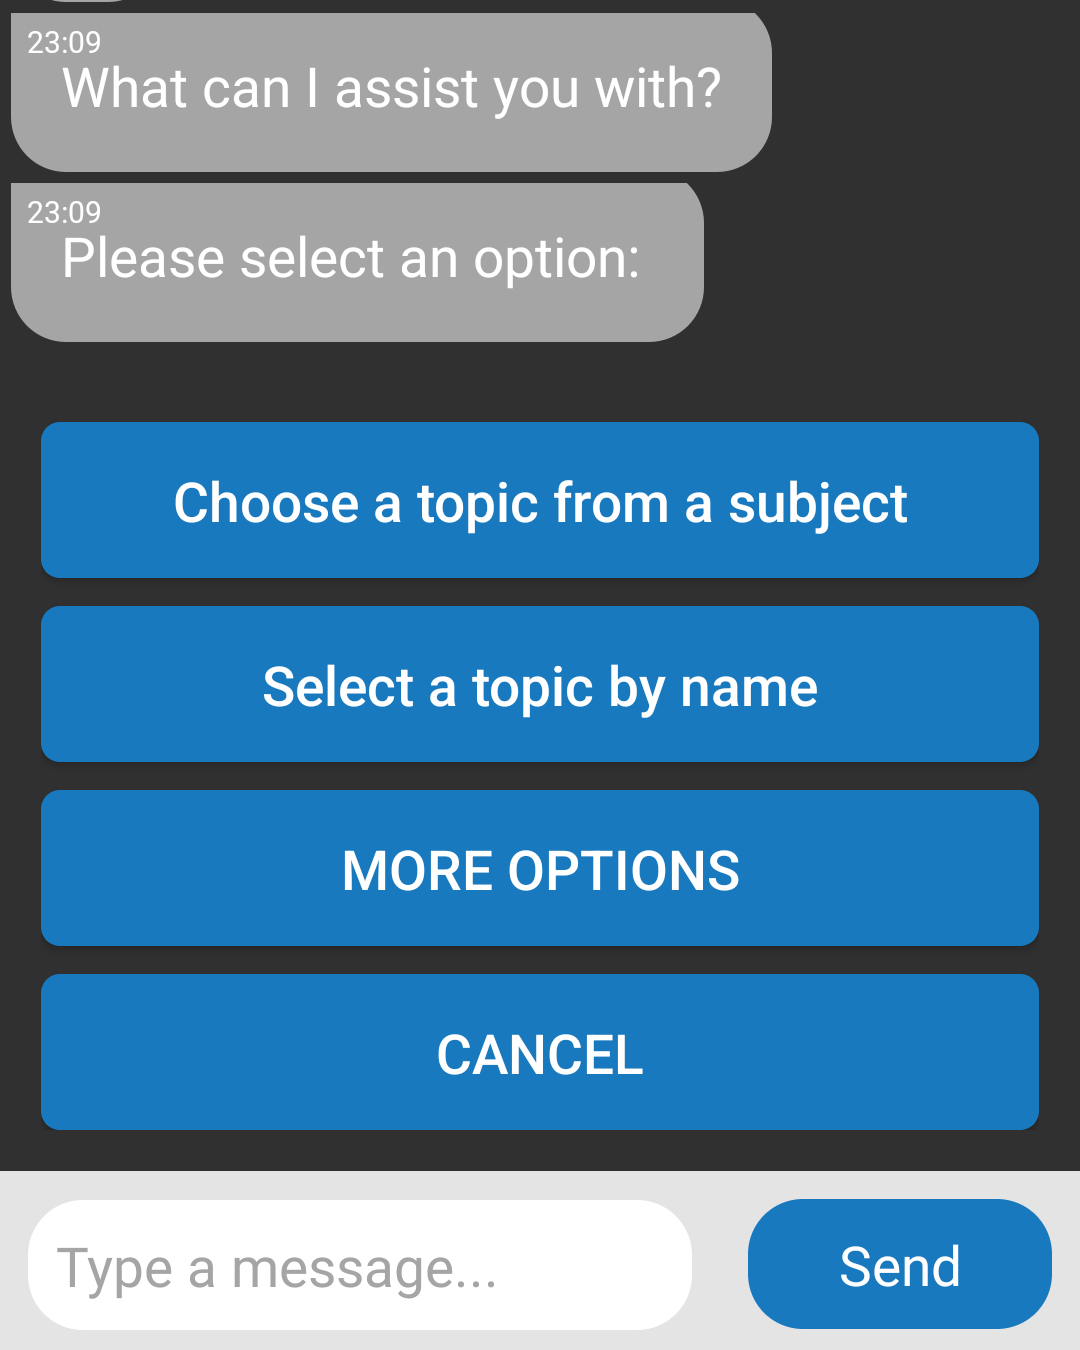 23:09
What can I assist you with?
23:09
Please select an option:
Choose a topic from a subject
Select a topic by name
MORE OPTIONS
CANCEL
Type a message...
Send